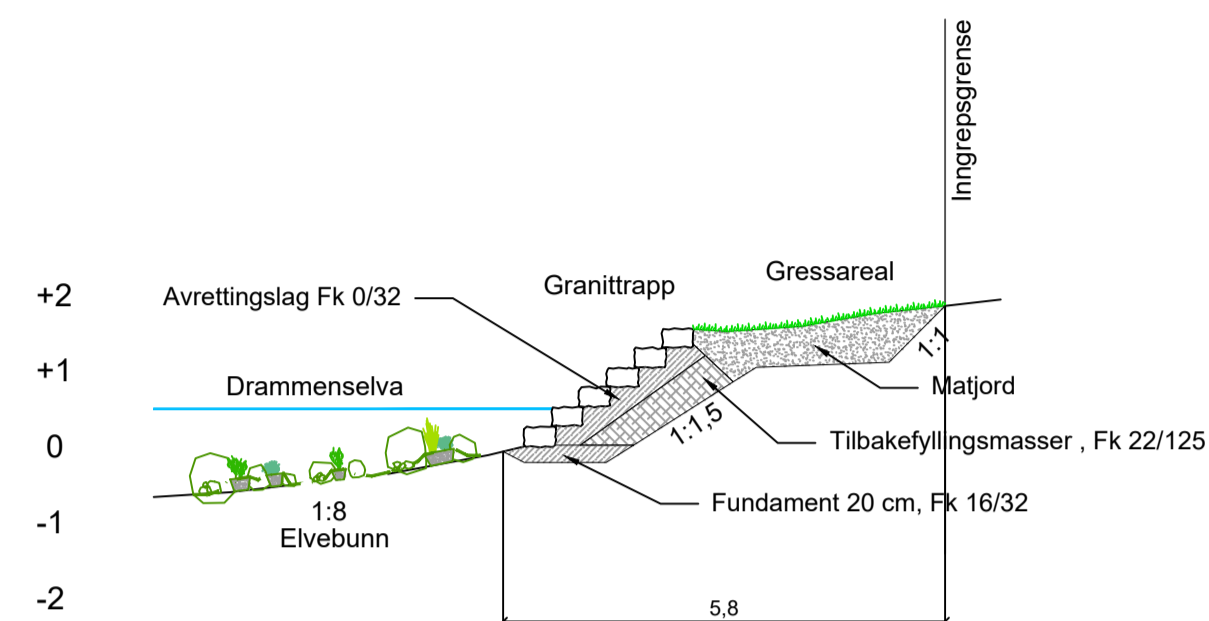 Inngrepsgrense
Gressareal
Granittrapp
+2
Avrettingslag Fk 0/32
1:1
+1
Drammenselva
Matjord
1:1,5
0
Tilbakefyllingsmasser , Fk 22/125
Fundament 20 cm, Fk 16/32
1:8
-1
Elvebunn
-2
5,8